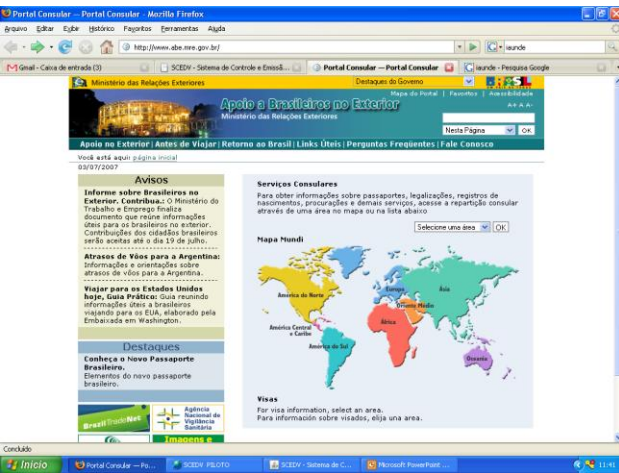 Portal Consular — Portal Consular - Mozilla Firefox
Arquivo Editar Exibir Histórico Favoritos Ferramentas Ajuda
http://www.abe.mre.gov.br/
iaunde
Gmail - Caixa de entrada (3)
SCEDV - Sistema de Controle e Emissã...
Portal Consular — Portal Consular
iaunde - Pesquisa Google
Ministério das Relações Exteriores
Destaques do Governo
BRASIL
Mapa do Portal | Favoritos | Acessibilidade
A+ A A-
Apoio a Brasileiros no Exterior
Ministério das Relações Exteriores
Nesta Página
OK
Apoio no Exterior | Antes de Viajar | Retorno ao Brasil | Links Úteis | Perguntas Freqüentes | Fale Conosco
Você está aqui: página inicial
03/07/2007
Avisos
Informe sobre Brasileiros no
Exterior. Contribua.: O Ministério do
Trabalho e Emprego finaliza
documento que reúne informações
úteis para os brasileiros no exterior.
Contribuições dos cidadãos brasileiros
serão aceitas até o dia 19 de julho.
Atrasos de Vôos para a Argentina:
Informações e orientações sobre
atrasos de vôos para a Argentina.
Viajar para os Estados Unidos
hoje, Guia Prático: Guia reunindo
informações úteis a brasileiros
viajando para os EUA, elaborado pela
Embaixada em Washington.
Destaques
Conheça o Novo Passaporte
Brasileiro.
Elementos do novo passaporte
brasileiro.
BrazilTradeNet
Agência
Nacional de
Vigilância
Sanitária
Imagens e
Serviços Consulares
Para obter informações sobre passaportes, legalizações, registros de
nascimentos, procurações e demais serviços, acesse a repartição consular
através de uma área no mapa ou na lista abaixo
Selecione uma área
OK
Mapa Mundi
América do Norte
Europa
Ásia
Oriente Médio
América Central
e Caribe
África
América do Sul
Oceania
Visas
For visa information, select an area.
Para información sobre visados, elija una area.
Concluído
Iniciar
Portal Consular — Po...
SCEDV PILOTO
SCEDV - Sistema de C...
Microsoft PowerPoint ...
11:41